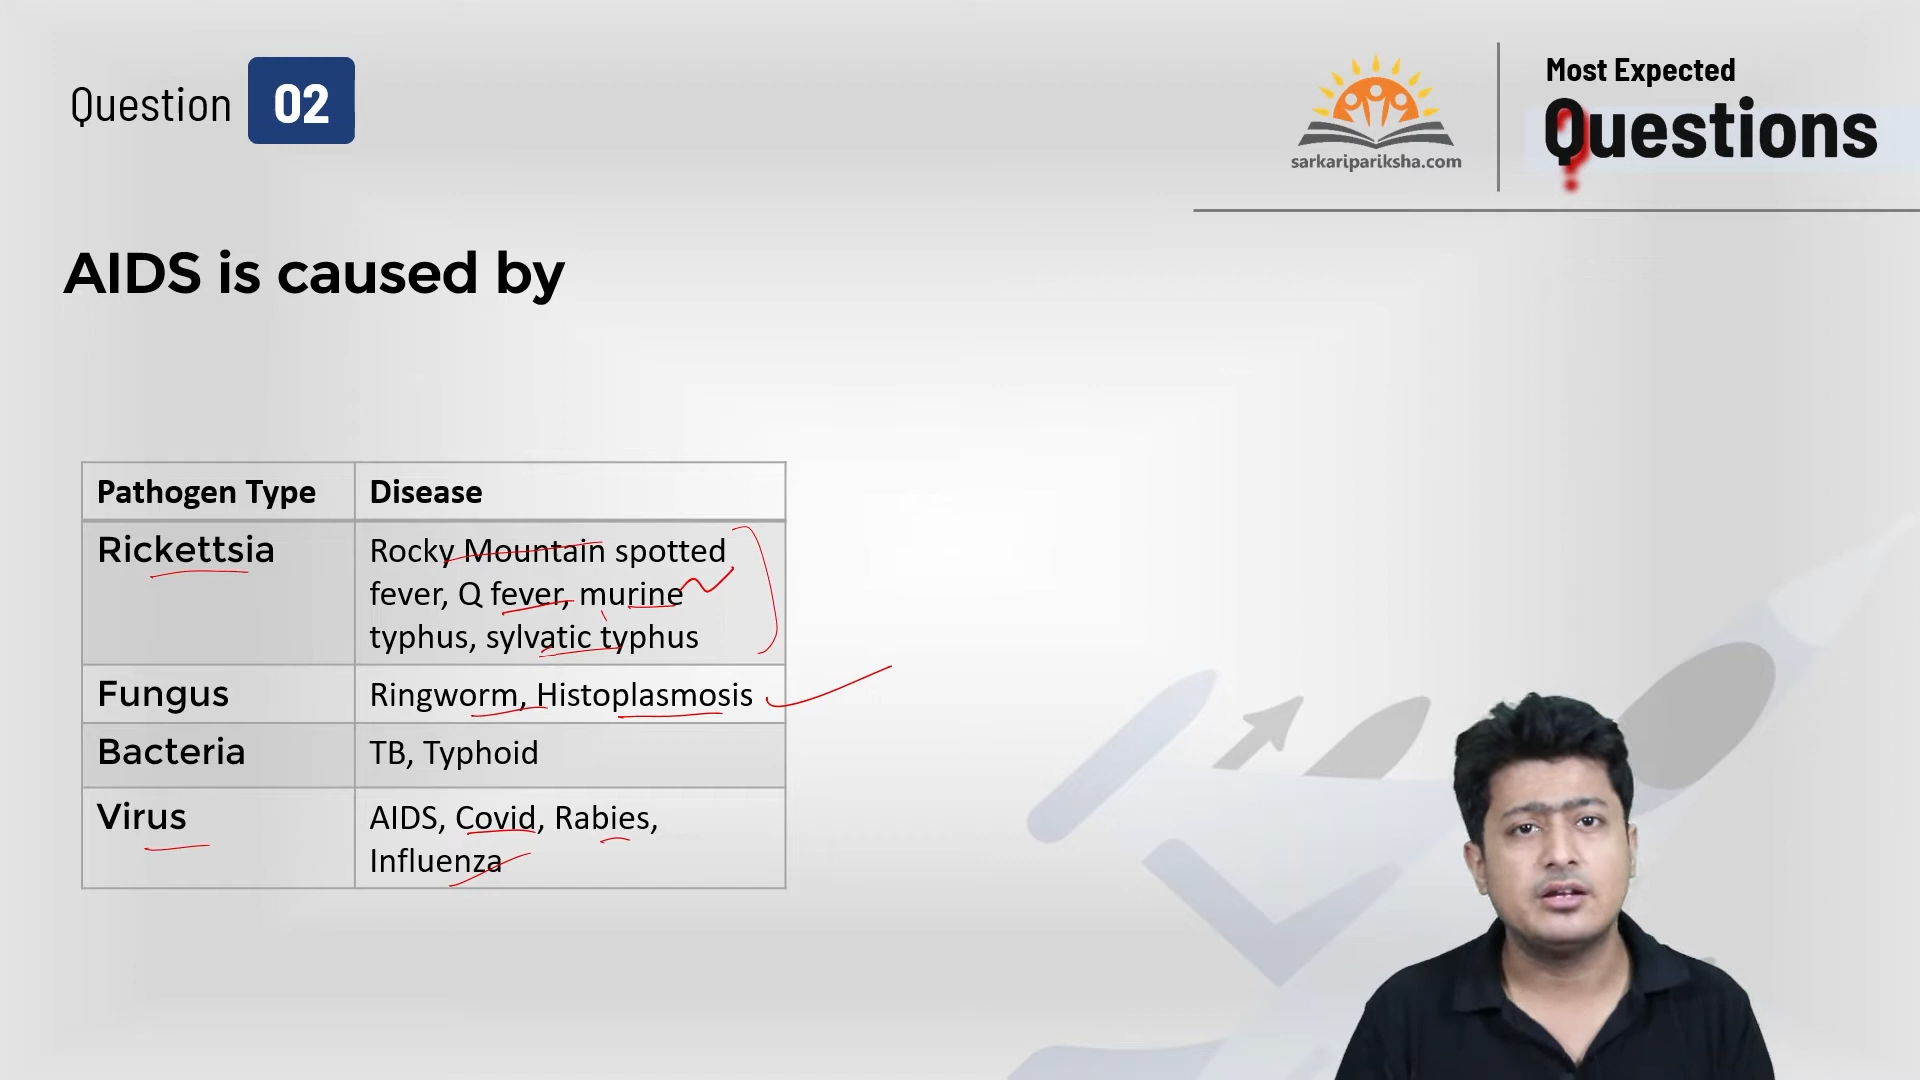 Question 02
sarkaripariksha.com
Most Expected
Questions
AIDS is caused by
Pathogen Type Disease
Rickettsia Rocky Mountain spotted
fever, Q fever, murine
typhus, sylvatic typhus
Fungus Ringworm, Histoplasmosis
Bacteria TB, Typhoid
Virus AIDS, Covid, Rabies,
Influenza